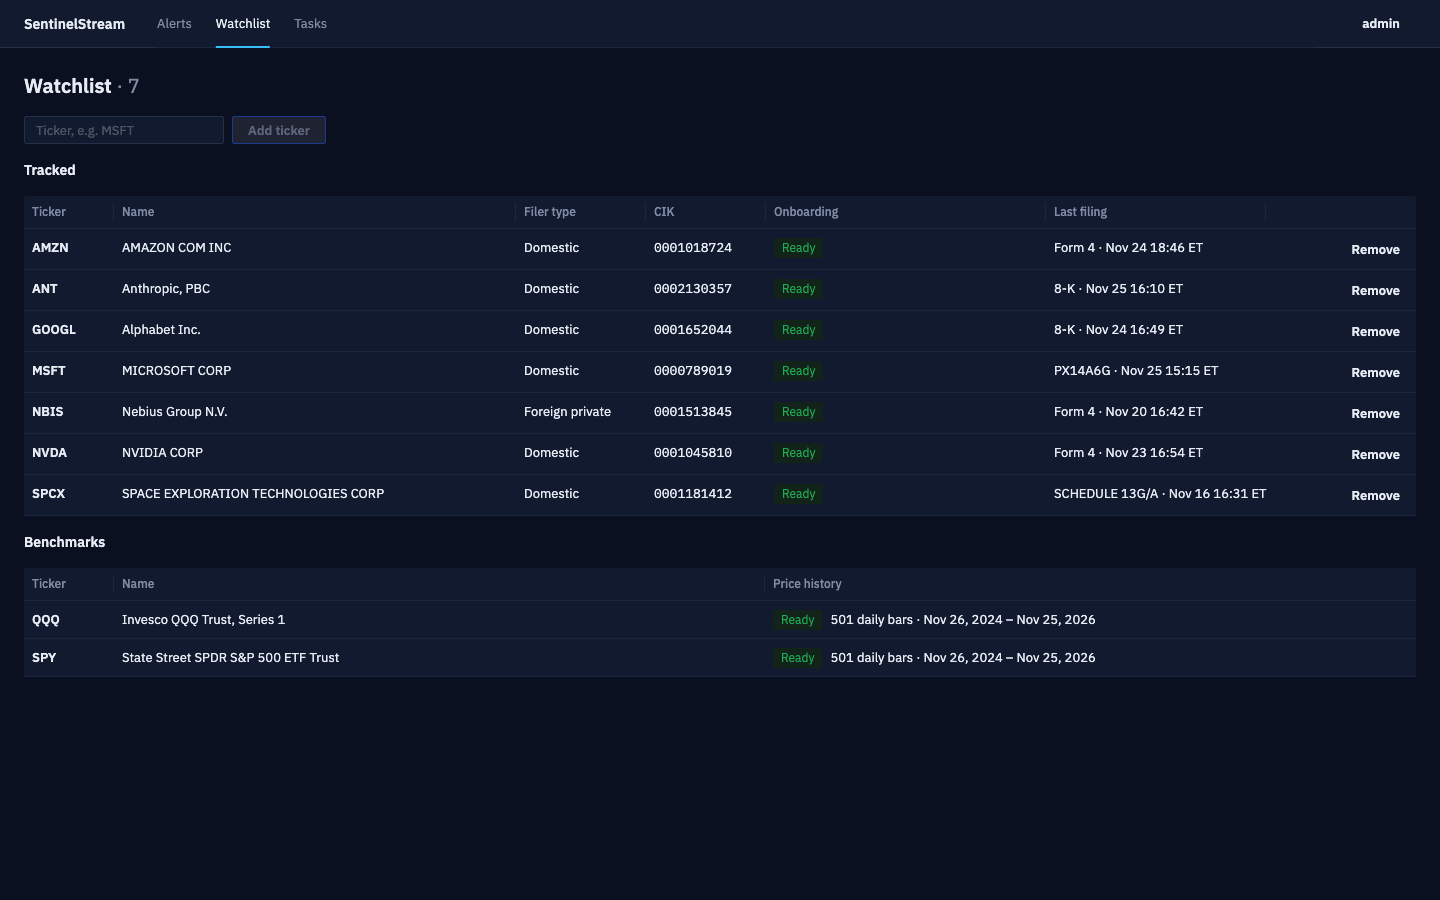 SentinelStream Alerts Watchlist Tasks admin
Watchlist · 7
Ticker, e.g. MSFT Add ticker
Tracked
Ticker Name Filer type CIK Onboarding Last filing
AMZN AMAZON COM INC Domestic 0001018724 Ready Form 4 · Nov 24 18:46 ET Remove
ANT Anthropic, PBC Domestic 0002130357 Ready 8-K · Nov 25 16:10 ET Remove
GOOGL Alphabet Inc. Domestic 0001652044 Ready 8-K · Nov 24 16:49 ET Remove
MSFT MICROSOFT CORP Domestic 0000789019 Ready PX14A6G · Nov 25 15:15 ET Remove
NBIS Nebius Group N.V. Foreign private 0001513845 Ready Form 4 · Nov 20 16:42 ET Remove
NVDA NVIDIA CORP Domestic 0001045810 Ready Form 4 · Nov 23 16:54 ET Remove
SPCX SPACE EXPLORATION TECHNOLOGIES CORP Domestic 0001181412 Ready SCHEDULE 13G/A · Nov 16 16:31 ET Remove
Benchmarks
Ticker Name Price history
QQQ Invesco QQQ Trust, Series 1 Ready 501 daily bars · Nov 26, 2024 – Nov 25, 2026
SPY State Street SPDR S&P 500 ETF Trust Ready 501 daily bars · Nov 26, 2024 – Nov 25, 2026